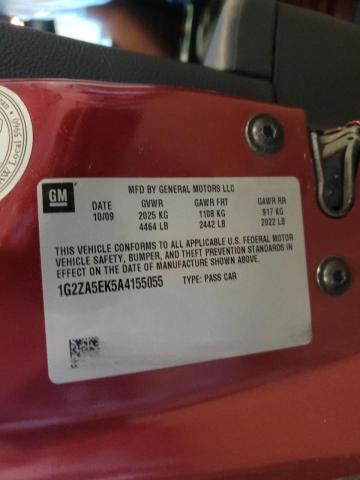 GM
MFD BY GENERAL MOTORS LLC
DATE GVWR GAWR FRT GAWR RR
10/09 2025 KG 1108 KG 917 KG
4464 LB 2442 LB 2022 LB
THIS VEHICLE CONFORMS TO ALL APPLICABLE U.S. FEDERAL MOTOR
VEHICLE SAFETY, BUMPER, AND THEFT PREVENTION STANDARDS IN
EFFECT ON THE DATE OF MANUFACTURE SHOWN ABOVE.
1G2ZA5EK5A4155055 TYPE: PASS CAR
Local 5960